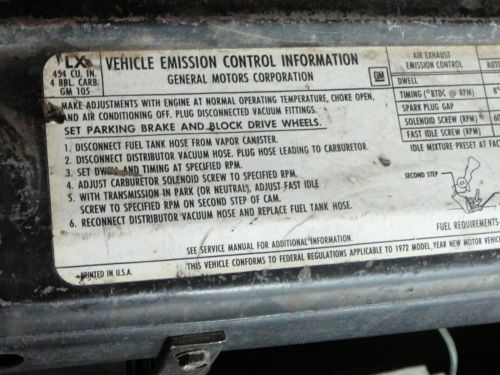 LX
454 CU. IN.
4 BBL. CARB.
GM 105
VEHICLE EMISSION CONTROL INFORMATION
GENERAL MOTORS CORPORATION
GM
MAKE ADJUSTMENTS WITH ENGINE AT NORMAL OPERATING TEMPERATURE, CHOKE OPEN,
AND AIR CONDITIONING OFF. PLUG DISCONNECTED VACUUM FITTINGS.
SET PARKING BRAKE AND BLOCK DRIVE WHEELS.
1. DISCONNECT FUEL TANK HOSE FROM VAPOR CANISTER.
2. DISCONNECT DISTRIBUTOR VACUUM HOSE. PLUG HOSE LEADING TO CARBURETOR.
3. SET DWELL AND TIMING AT SPECIFIED RPM.
4. ADJUST CARBURETOR SOLENOID SCREW TO SPECIFIED RPM.
5. WITH TRANSMISSION IN PARK (OR NEUTRAL), ADJUST FAST IDLE
SCREW TO SPECIFIED RPM ON SECOND STEP OF CAM.
6. RECONNECT DISTRIBUTOR VACUUM HOSE AND REPLACE FUEL TANK HOSE.
SEE SERVICE MANUAL FOR ADDITIONAL INFORMATION.
THIS VEHICLE CONFORMS TO FEDERAL REGULATIONS APPLICABLE TO 1972 MODEL YEAR NEW MOTOR
PRINTED IN U.S.A.
AIR EXHAUST
EMISSION CONTROL
DWELL
TIMING (°BTDC @ RPM) 8°
SPARK PLUG GAP
SOLENOID SCREW (RPM)
FAST IDLE SCREW (RPM)
IDLE MIXTURE PRESET AT
SECOND STEP
FUEL REQUIREMENTS